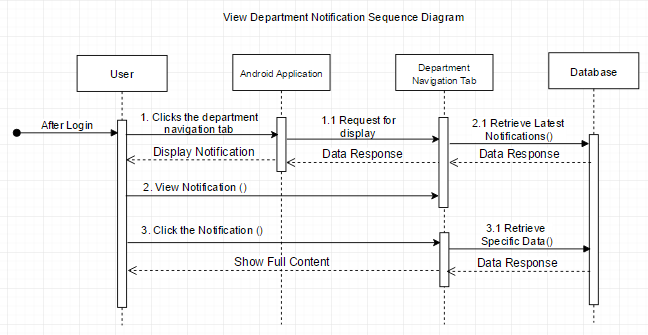 View Department Notification Sequence Diagram
User
Android Application
Department
Navigation Tab
Database
After Login
1. Clicks the department
navigation tab
1.1 Request for
display
2.1 Retrieve Latest
Notifications()
Display Notification
Data Response
Data Response
2. View Notification ()
3. Click the Notification ()
3.1 Retrieve
Specific Data()
Show Full Content
Data Response